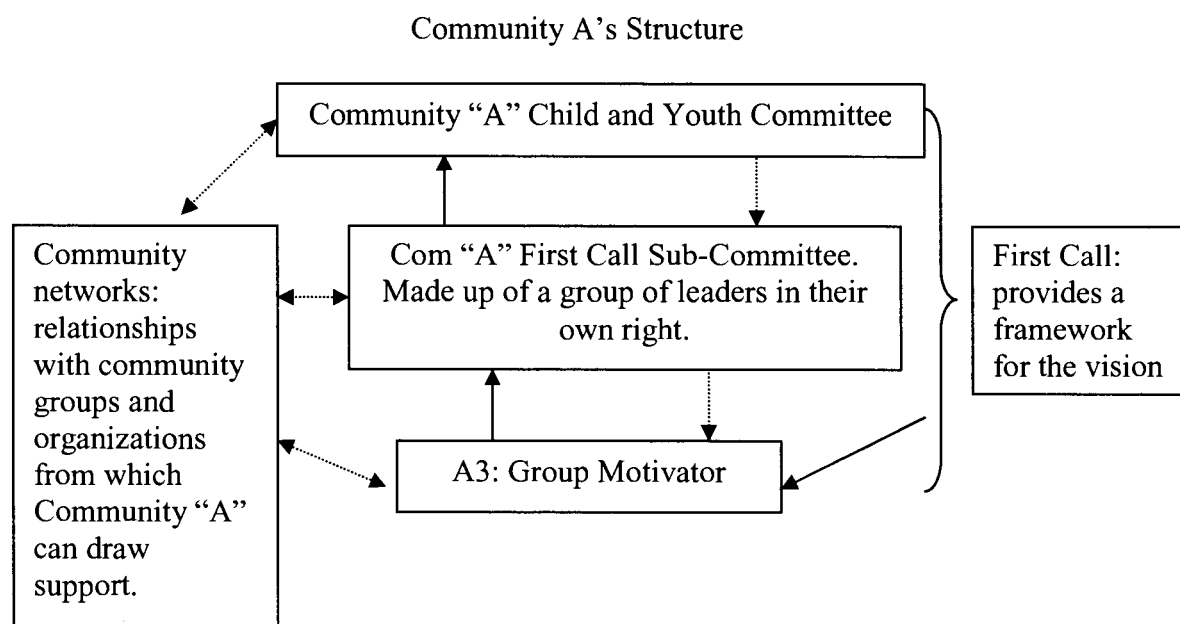 Community A’s Structure
Community “A” Child and Youth Committee
Community
networks:
relationships
with community
groups and
organizations
from which
Community “A”
can draw
support.
Com “A” First Call Sub-Committee.
Made up of a group of leaders in their
own right.
A3: Group Motivator
First Call:
provides a
framework
for the vision